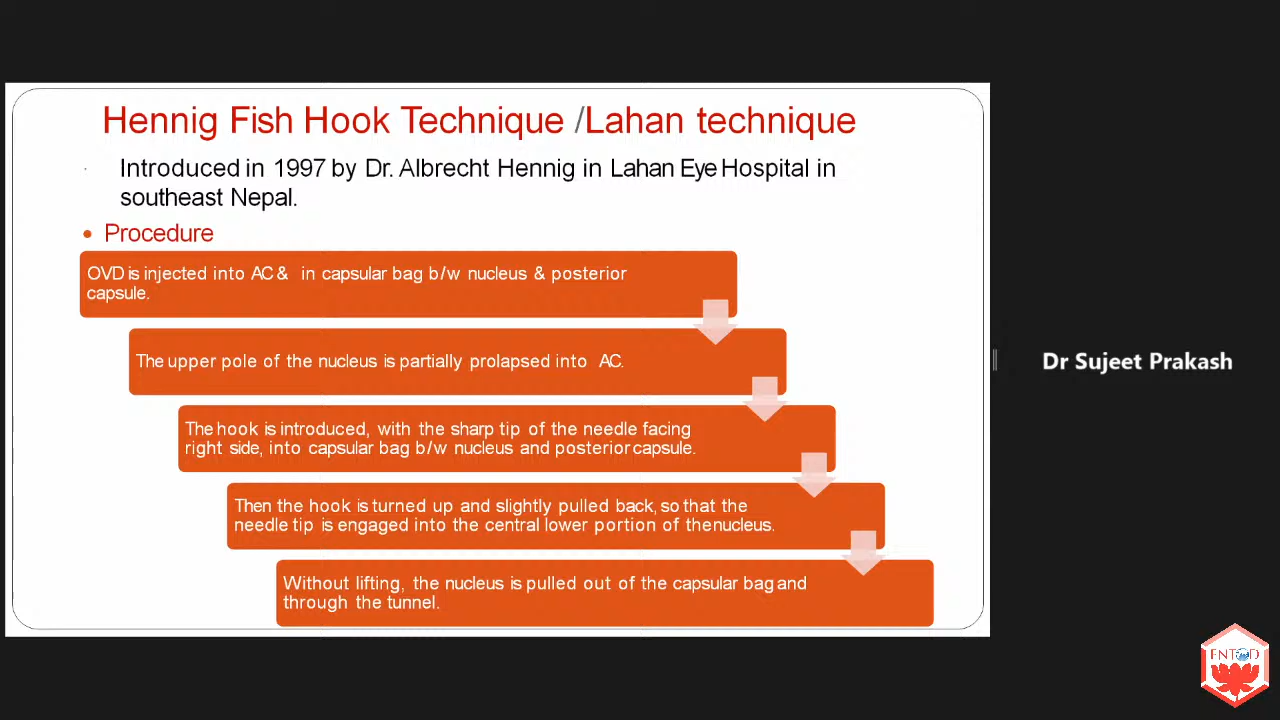 Hennig Fish Hook Technique /Lahan technique
Introduced in 1997 by Dr. Albrecht Hennig in Lahan Eye Hospital in
southeast Nepal.
Procedure
OVD is injected into AC & in capsular bag b/w nucleus & posterior
capsule.
The upper pole of the nucleus is partially prolapsed into AC.
The hook is introduced, with the sharp tip of the needle facing
right side, into capsular bag b/w nucleus and posterior capsule.
Then the hook is turned up and slightly pulled back, so that the
needle tip is engaged into the central lower portion of thenucleus.
Without lifting, the nucleus is pulled out of the capsular bag and
through the tunnel.
Dr Sujeet Prakash
ENTOD